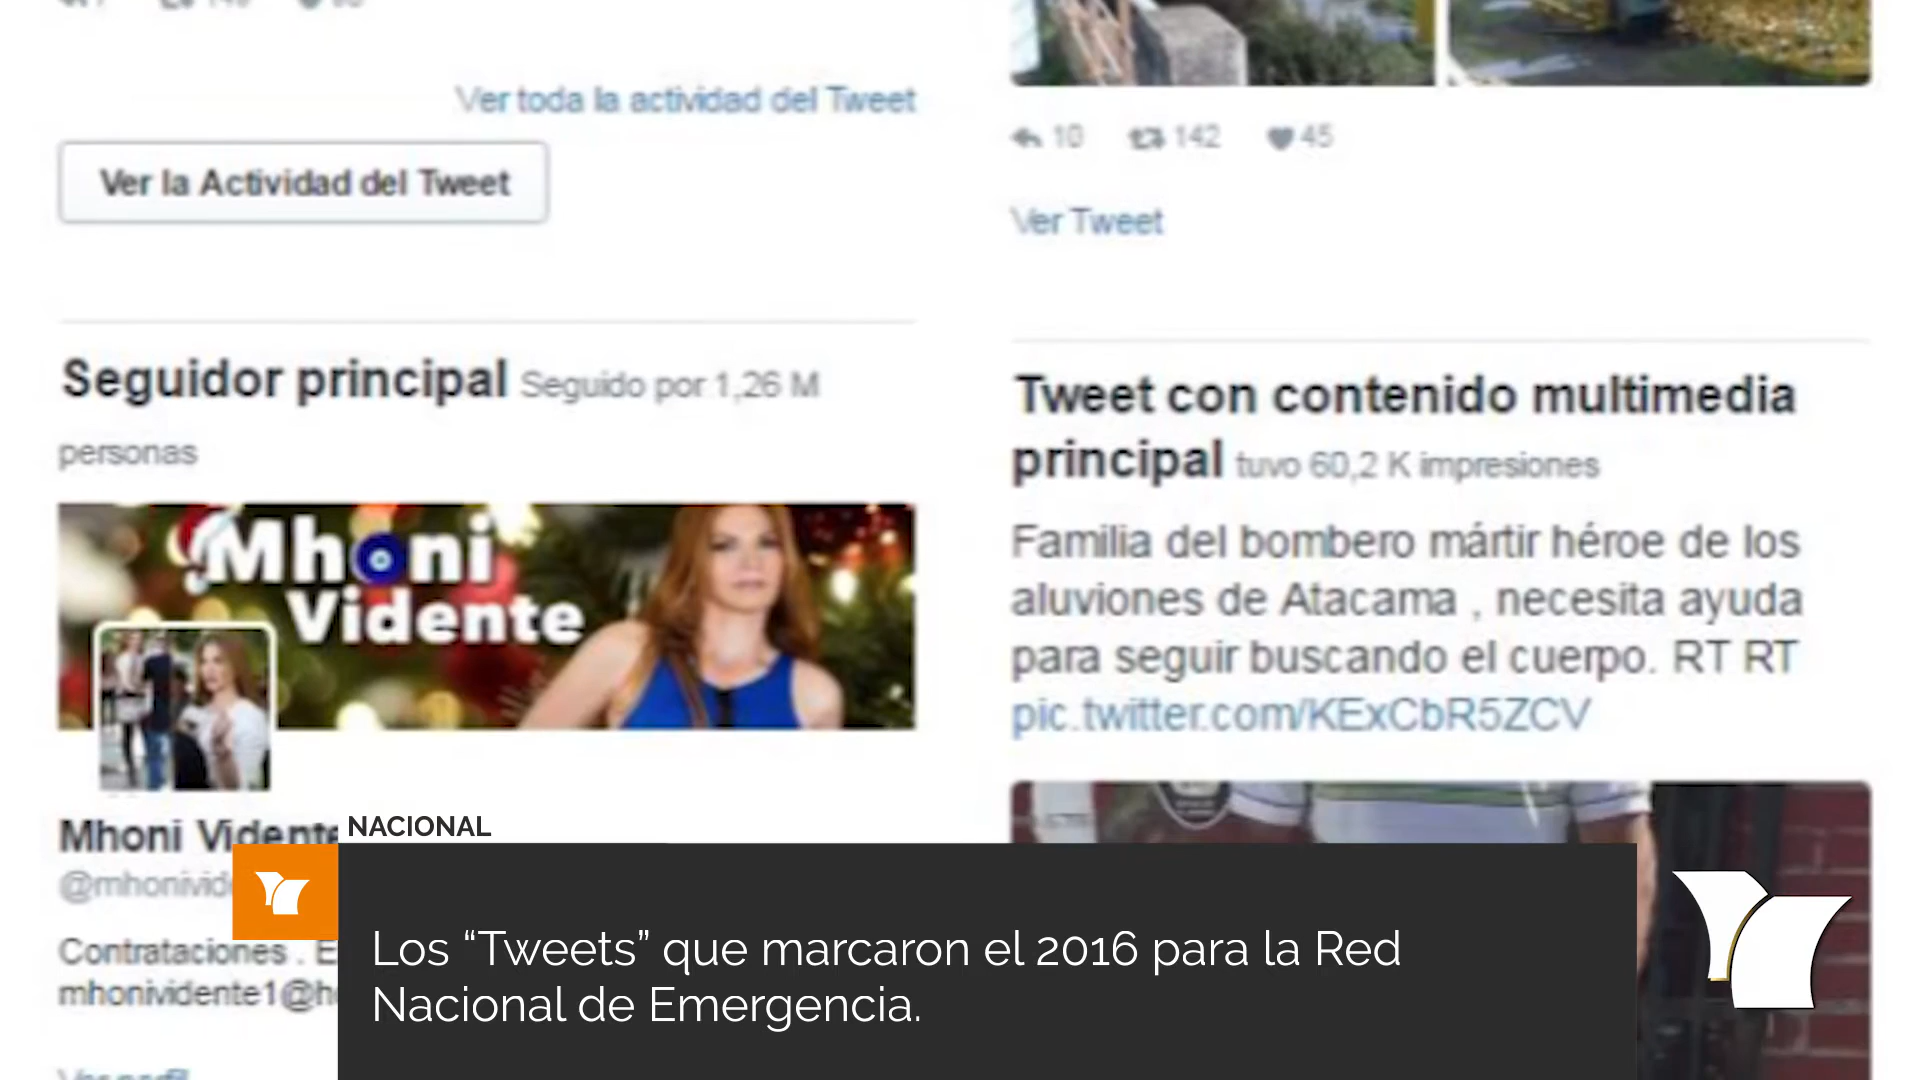 Ver toda la actividad del Tweet
Ver la Actividad del Tweet
Seguidor principal Seguido por 1,26 M
personas
Mhoni
Vidente
Mhoni Vidente
@mhonivid
Contrataciones . E
mhonividente1@h
10 142 45
Ver Tweet
Tweet con contenido multimedia
principal tuvo 60,2 K impresiones
Familia del bombero mártir héroe de los
aluviones de Atacama , necesita ayuda
para seguir buscando el cuerpo. RT RT
pic.twitter.com/KExCbR5ZCV
NACIONAL
Los “Tweets” que marcaron el 2016 para la Red
Nacional de Emergencia.